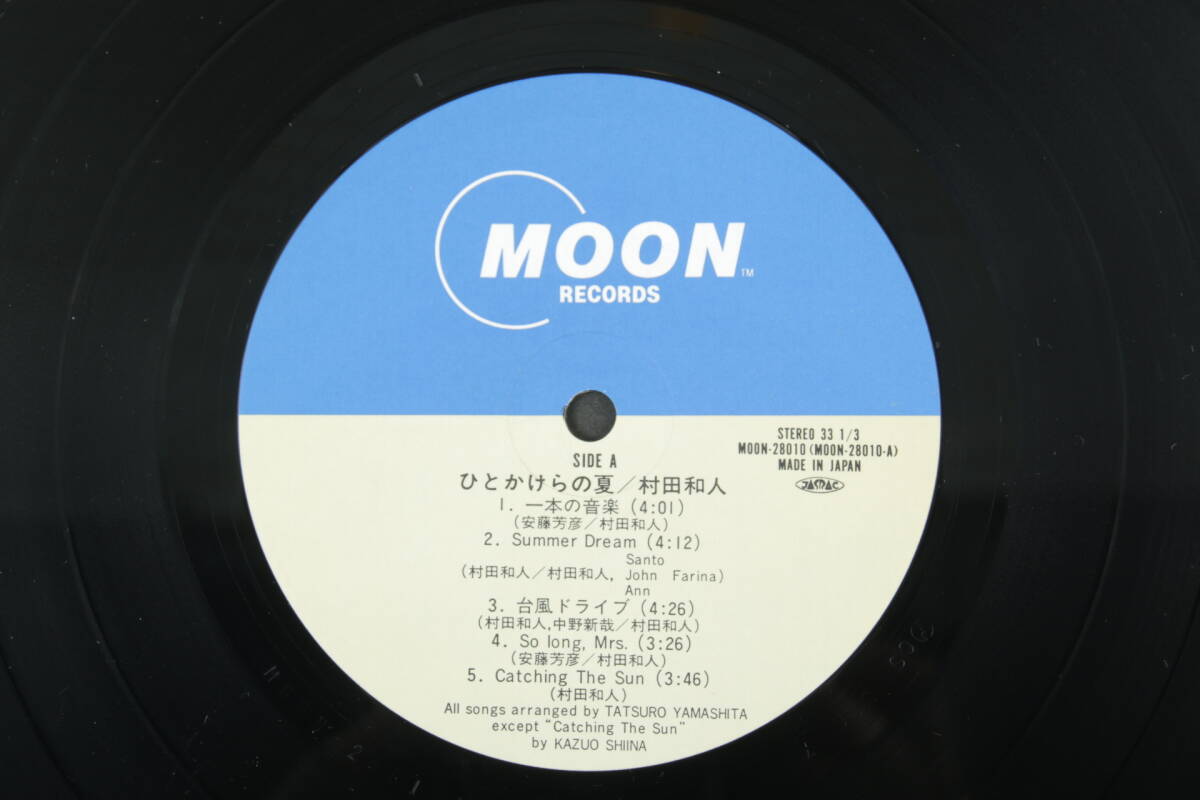 MOON TM
RECORDS
STEREO 33 1/3
MOON-28010 (MOON-28010-A)
MADE IN JAPAN
JASRAC
SIDE A
ひとかけらの夏／村田和人
1. 一本の音楽 (4:01)
(安藤芳彦／村田和人)
2. Summer Dream (4:12)
Santo
(村田和人／村田和人, John Farina)
Ann
3. 台風ドライブ (4:26)
(村田和人,中野新哉／村田和人)
4. So long, Mrs. (3:26)
(安藤芳彦／村田和人)
5. Catching The Sun (3:46)
(村田和人)
All songs arranged by TATSURO YAMASHITA
except "Catching The Sun"
by KAZUO SHIINA